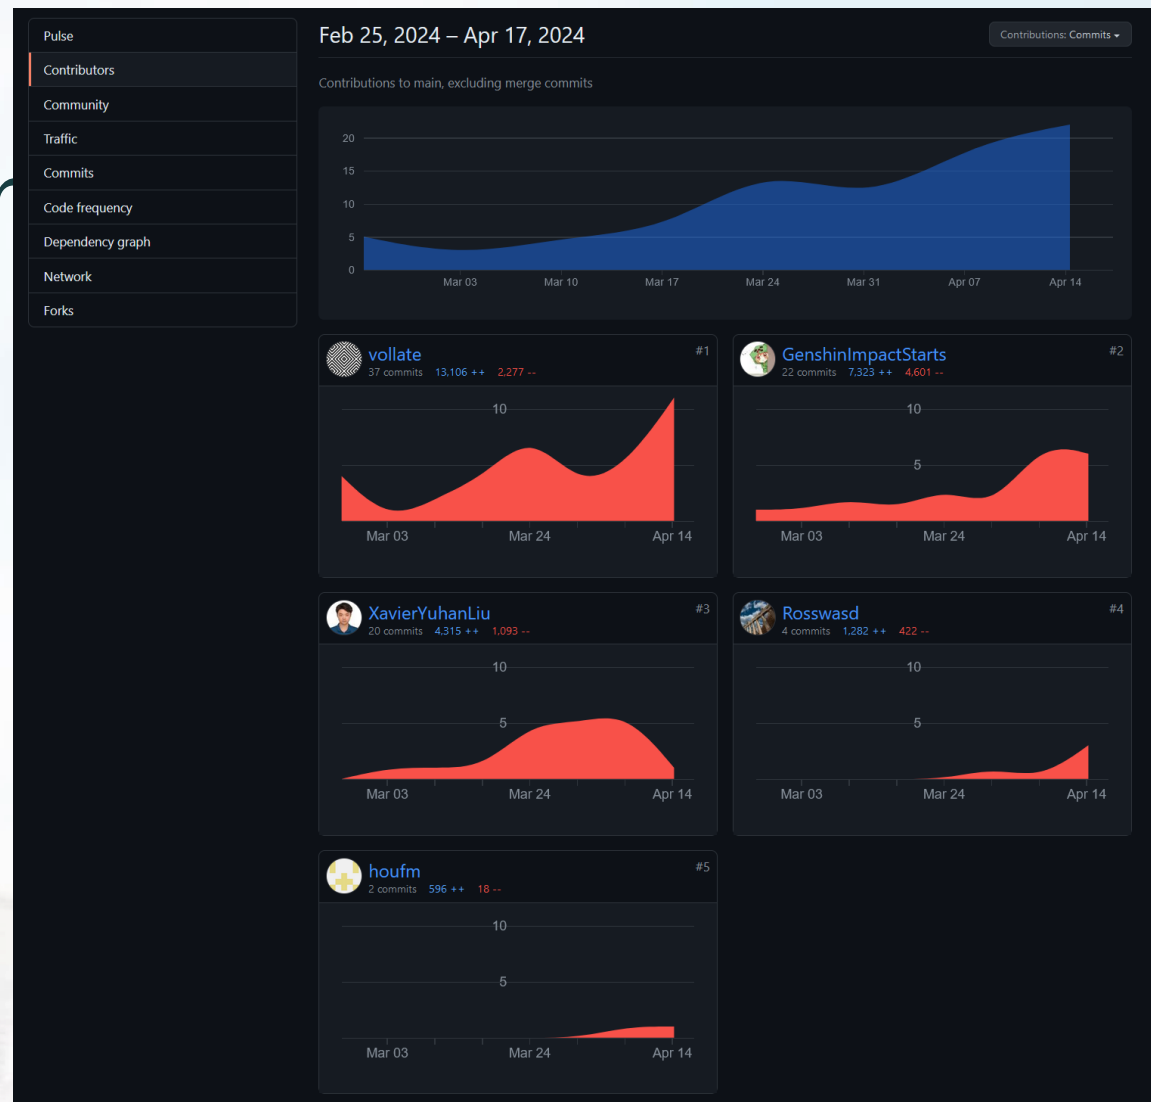 Pulse
Contributors
Community
Traffic
Commits
Code frequency
Dependency graph
Network
Forks
Feb 25, 2024 – Apr 17, 2024
Contributions: Commits
Contributions to main, excluding merge commits
20
15
10
5
0
Mar 03 Mar 10 Mar 17 Mar 24 Mar 31 Apr 07 Apr 14
vollate #1
37 commits 13,106 ++ 2,277 --
10
Mar 03 Mar 24 Apr 14
GenshinImpactStarts #2
22 commits 7,323 ++ 4,601 --
10
5
Mar 03 Mar 24 Apr 14
XavierYuhanLiu #3
20 commits 4,315 ++ 1,093 --
10
5
Mar 03 Mar 24 Apr 14
Rosswasd #4
4 commits 1,282 ++ 422 --
10
5
Mar 03 Mar 24 Apr 14
houfm #5
2 commits 596 ++ 18 --
10
5
Mar 03 Mar 24 Apr 14